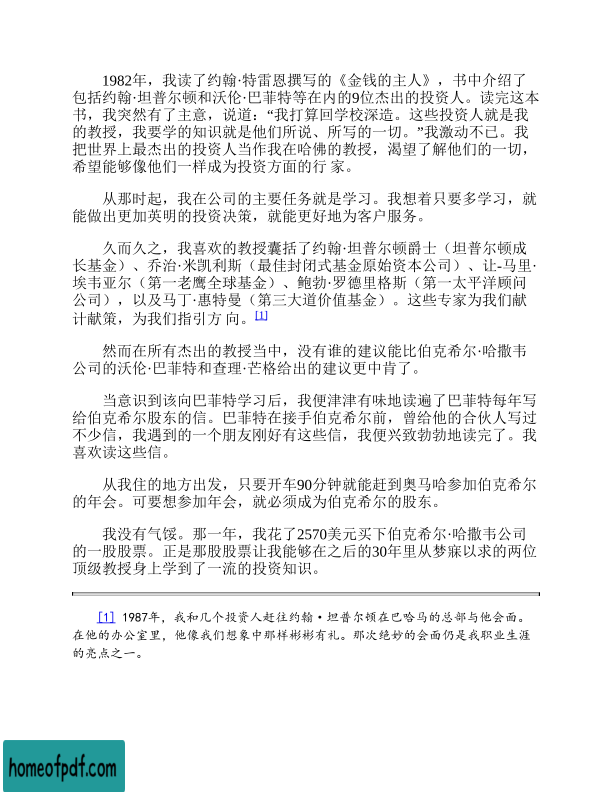 1982年，我读了约翰·特雷恩撰写的《金钱的主人》，书中介绍了
包括约翰·坦普尔顿和沃伦·巴菲特等在内的9位杰出的投资人。读完这本
书，我突然有了主意，说道：“我打算回学校深造。这些投资人就是我
的教授，我要学的知识就是他们所说、所写的一切。”我激动不已。我
把世界上最杰出的投资人当作我在哈佛的教授，渴望了解他们的一切，
希望能够像他们一样成为投资方面的行 家。
从那时起，我在公司的主要任务就是学习。我想着只要多学习，就
能做出更加英明的投资决策，就能更好地为客户服务。
久而久之，我喜欢的教授囊括了约翰·坦普尔顿爵士（坦普尔顿成
长基金）、乔治·米凯利斯（最佳封闭式基金原始资本公司）、让-马里·
埃韦亚尔（第一老鹰全球基金）、鲍勃·罗德里格斯（第一太平洋顾问
公司），以及马丁·惠特曼（第三大道价值基金）。这些专家为我们献
计献策，为我们指引方 向。[1]
然而在所有杰出的教授当中，没有谁的建议能比伯克希尔·哈撒韦
公司的沃伦·巴菲特和查理·芒格给出的建议更中肯了。
当意识到该向巴菲特学习后，我便津津有味地读遍了巴菲特每年写
给伯克希尔股东的信。巴菲特在接手伯克希尔前，曾给他的合伙人写过
不少信，我遇到的一个朋友刚好有这些信，我便兴致勃勃地读完了。我
喜欢读这些信。
从我住的地方出发，只要开车90分钟就能赶到奥马哈参加伯克希尔
的年会。可要想参加年会，就必须成为伯克希尔的股东。
我没有气馁。那一年，我花了2570美元买下伯克希尔·哈撒韦公司
的一股股票。正是那股股票让我能够在之后的30年里从梦寐以求的两位
顶级教授身上学到了一流的投资知识。
[1] 1987年，我和几个投资人赶往约翰·坦普尔顿在巴哈马的总部与他会面。
在他的办公室里，他像我们想象中那样彬彬有礼。那次绝妙的会面仍是我职业生涯
的亮点之一。
homeofpdf.com